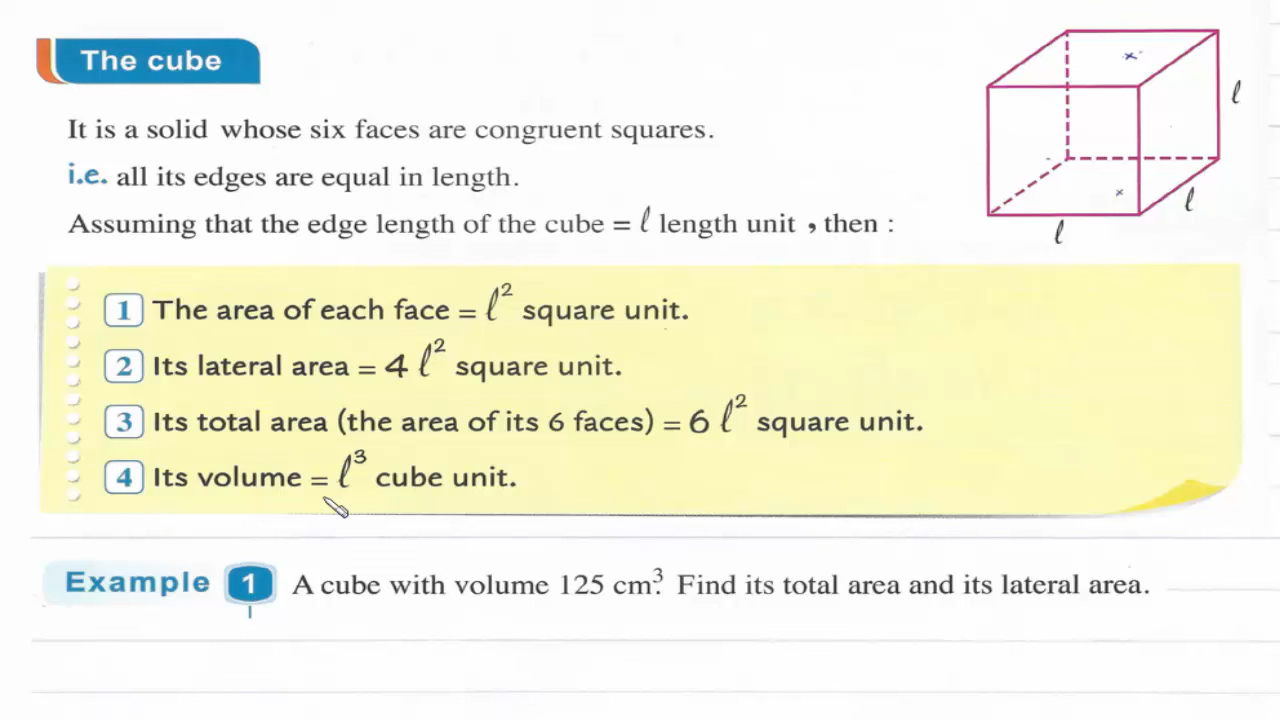 The cube
It is a solid whose six faces are congruent squares.
i.e. all its edges are equal in length.
Assuming that the edge length of the cube = ℓ length unit , then :
ℓ
ℓ
ℓ
1 The area of each face = ℓ² square unit.
2 Its lateral area = 4 ℓ² square unit.
3 Its total area (the area of its 6 faces) = 6 ℓ² square unit.
4 Its volume = ℓ³ cube unit.
Example 1 A cube with volume 125 cm³. Find its total area and its lateral area.